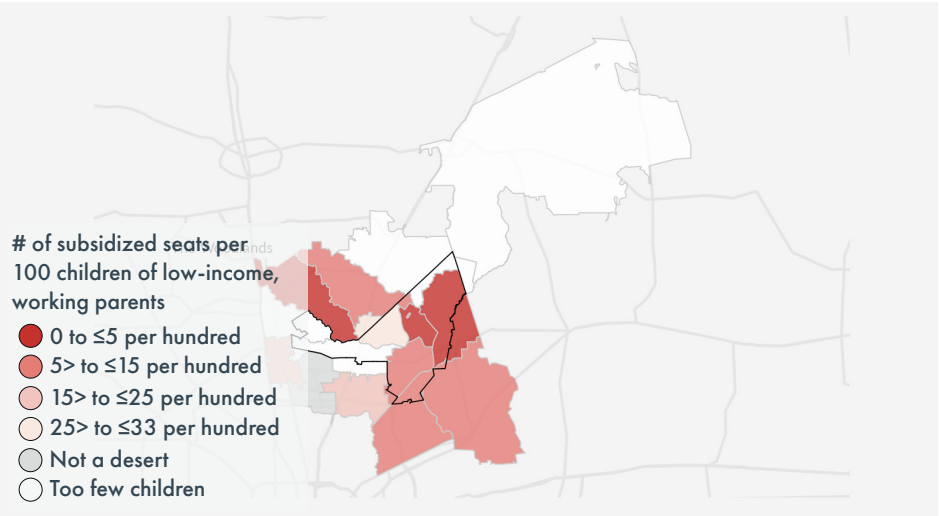 # of subsidized seats per
100 children of low-income,
working parents
0 to ≤5 per hundred
5> to ≤15 per hundred
15> to ≤25 per hundred
25> to ≤33 per hundred
Not a desert
Too few children